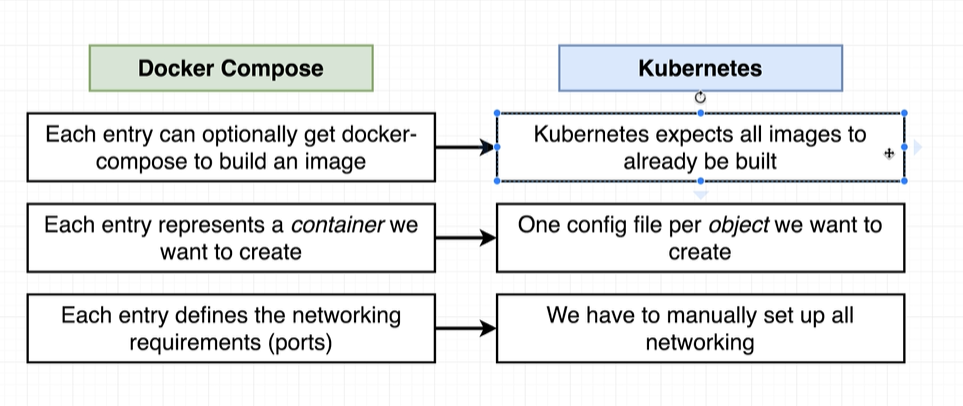 Docker Compose
Kubernetes
Each entry can optionally get docker-
compose to build an image
Kubernetes expects all images to
already be built
Each entry represents a container we
want to create
One config file per object we want to
create
Each entry defines the networking
requirements (ports)
We have to manually set up all
networking